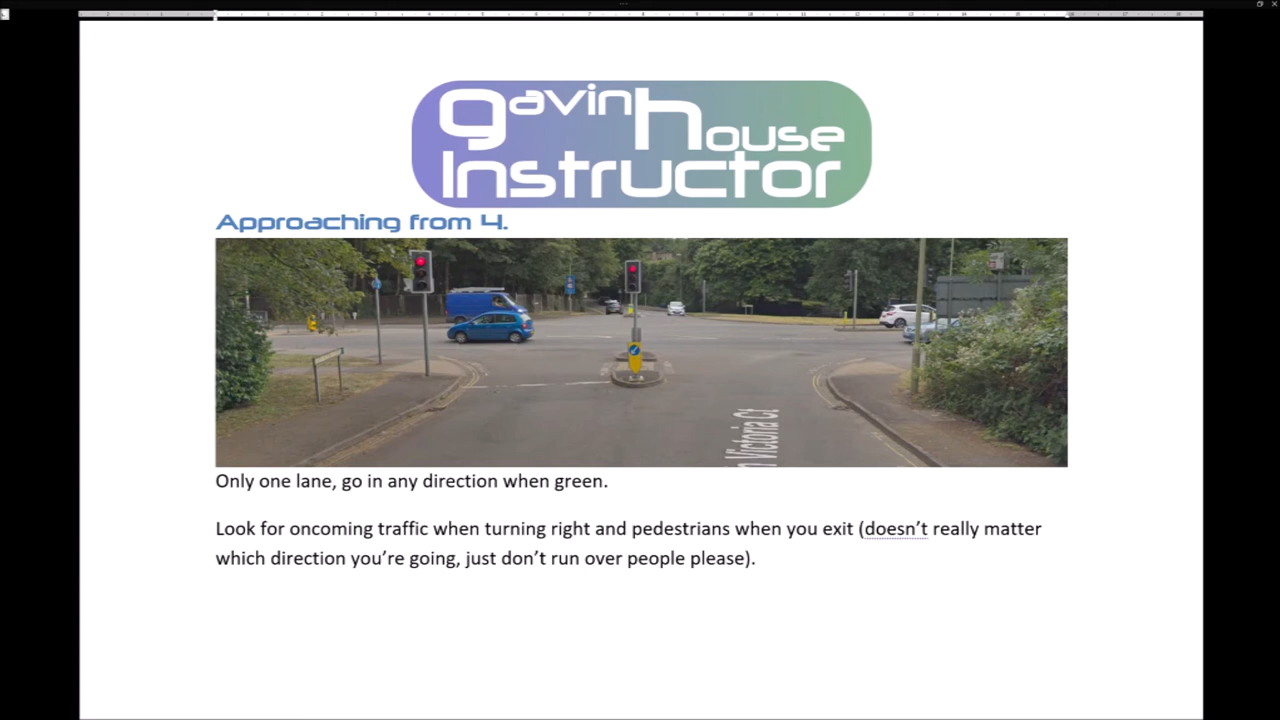 gavin house
Instructor
Approaching from 4.
n Victoria Ct
Only one lane, go in any direction when green.
Look for oncoming traffic when turning right and pedestrians when you exit (doesn't really matter
which direction you're going, just don't run over people please).